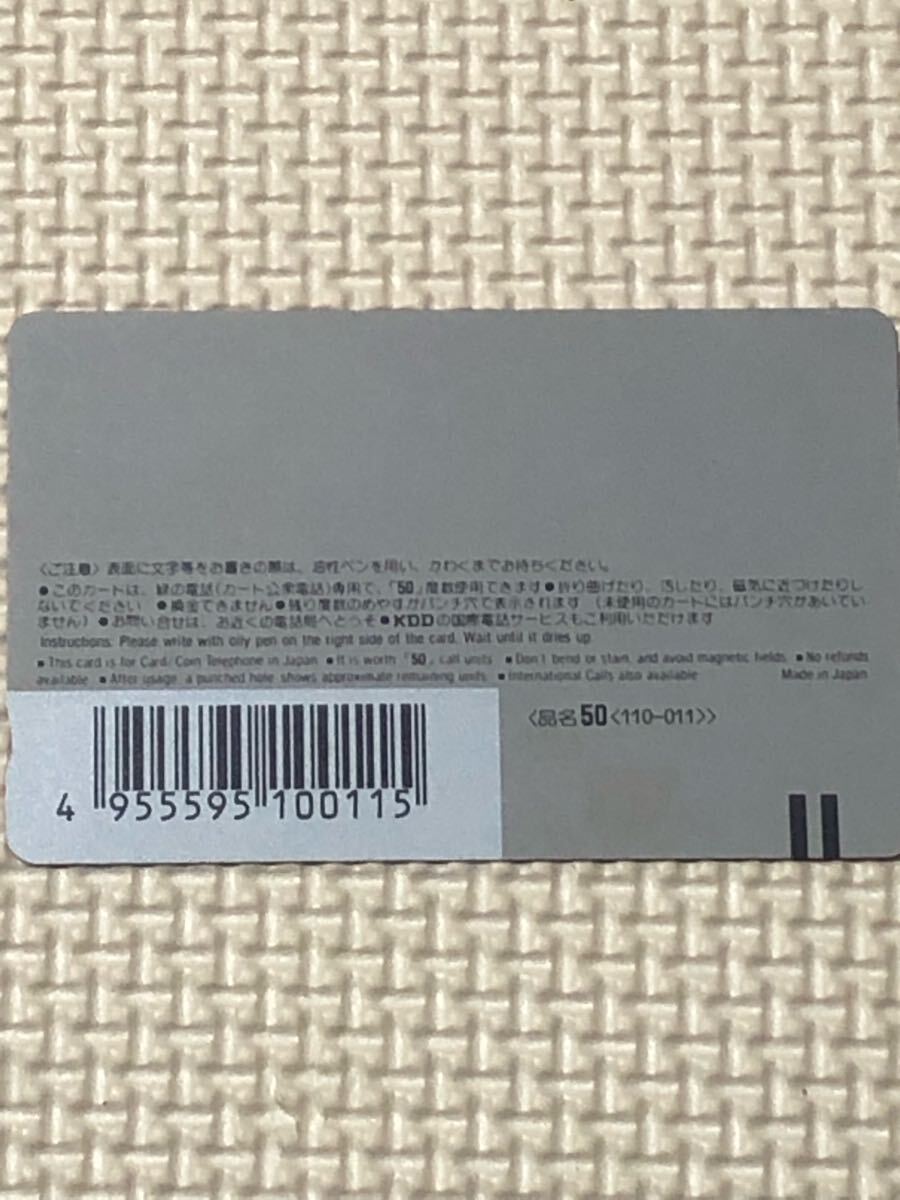 〈ご注意〉表面に文字等をお書きの際は、油性ペンを用い、かわくまでお待ちください。
●このカードは、緑の電話(カード公衆電話)専用で、「50」度数使用できます●折り曲げたり、汚したり、磁気に近づけたりし
ないでください ●換金できません●残り度数のめやすがパンチ穴で表示されます (未使用のカードにはパンチ穴があいてい
ません) ●お問い合せは、お近くの電話局へどうぞ●KDDの国際電話サービスもご利用いただけます
Instructions: Please write with oily pen on the right side of the card. Wait until it dries up.
■This card is for Card/Coin Telephone in Japan ■It is worth「50」call units ■Don't bend or stain, and avoid magnetic fields. ■No refunds
available ■After usage, a punched hole shows approximate remaining units. ■International Calls also available Made in Japan
〈品名50<110-011>〉
4 955595 100115